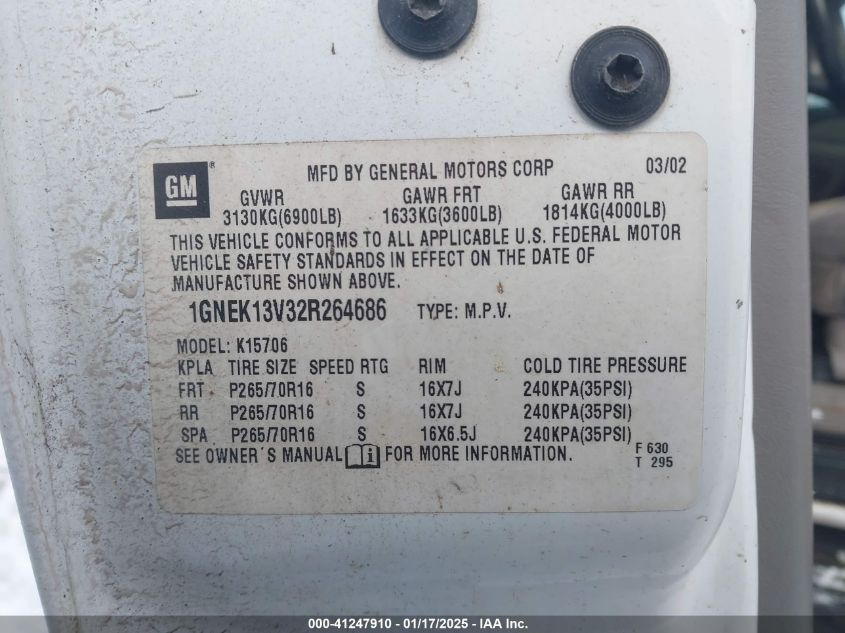 GM ® MFD BY GENERAL MOTORS CORP 03/02
GVWR GAWR FRT GAWR RR
3130KG(6900LB) 1633KG(3600LB) 1814KG(4000LB)
THIS VEHICLE CONFORMS TO ALL APPLICABLE U.S. FEDERAL MOTOR
VEHICLE SAFETY STANDARDS IN EFFECT ON THE DATE OF
MANUFACTURE SHOWN ABOVE.
1GNEK13V32R264686 TYPE: M.P.V.
MODEL: K15706
KPLA TIRE SIZE SPEED RTG RIM COLD TIRE PRESSURE
FRT P265/70R16 S 16X7J 240KPA(35PSI)
RR P265/70R16 S 16X7J 240KPA(35PSI)
SPA P265/70R16 S 16X6.5J 240KPA(35PSI)
SEE OWNER'S MANUAL i FOR MORE INFORMATION.
F 630
T 295
000-41247910 - 01/17/2025 - IAA Inc.